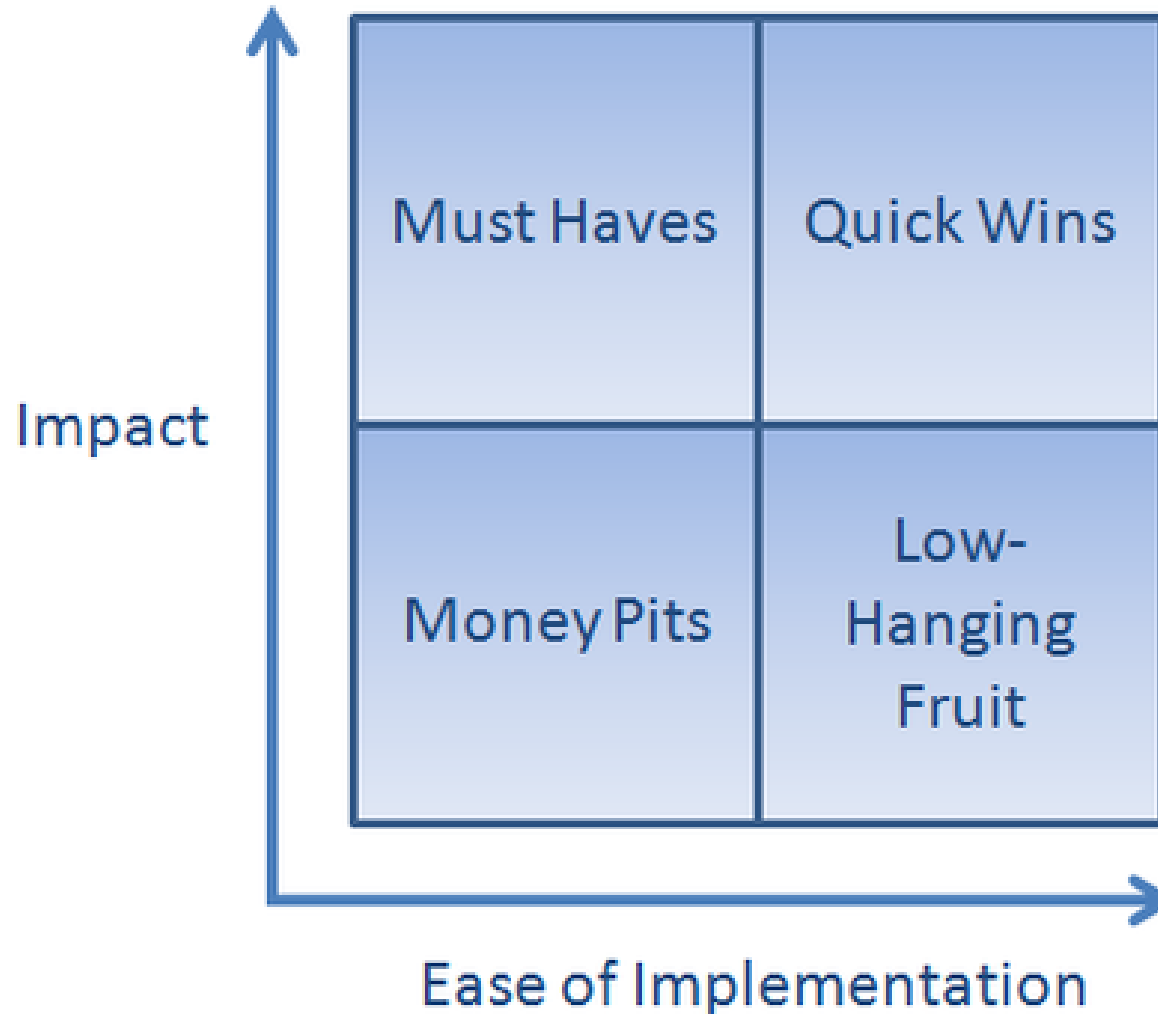 Must Haves
Quick Wins
Impact
Money Pits
Low-
Hanging
Fruit
Ease of Implementation